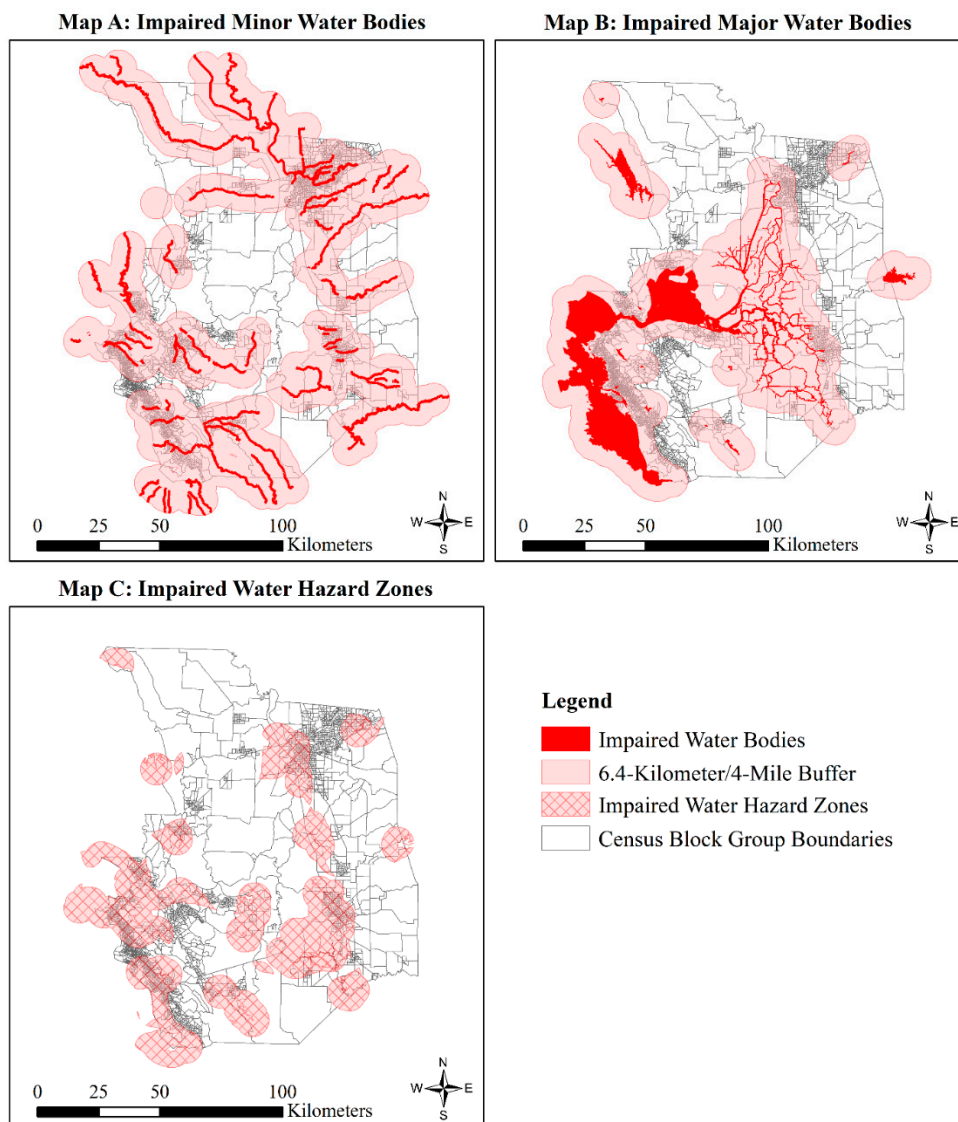 Map A: Impaired Minor Water Bodies
N
W E
S
0 25 50 100
Kilometers
Map B: Impaired Major Water Bodies
N
W E
S
0 25 50 100
Kilometers
Map C: Impaired Water Hazard Zones
N
W E
S
0 25 50 100
Kilometers
Legend
Impaired Water Bodies
6.4-Kilometer/4-Mile Buffer
Impaired Water Hazard Zones
Census Block Group Boundaries